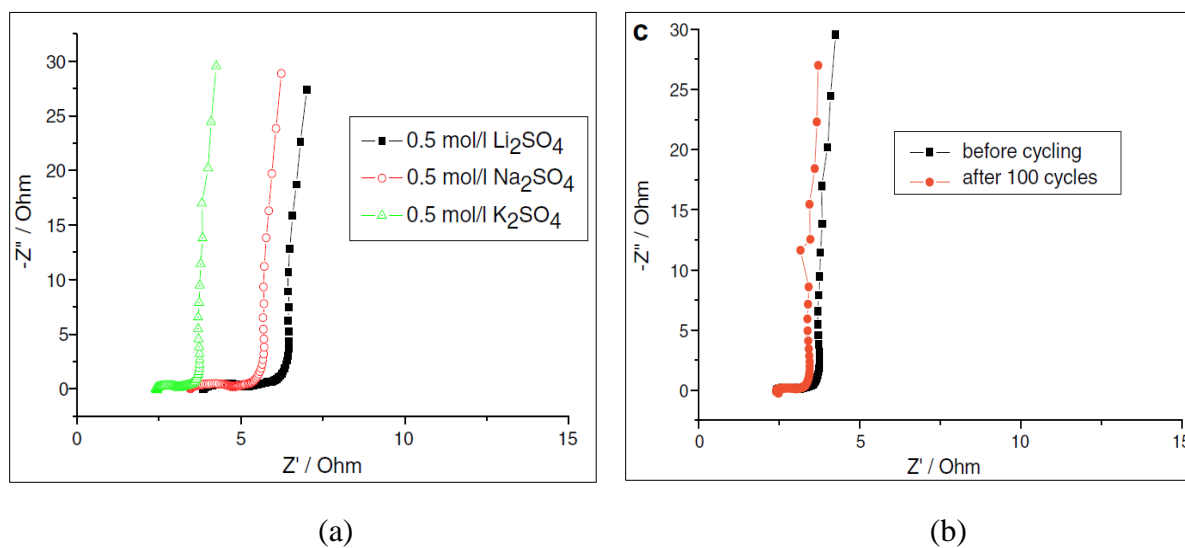 30
25
20
15
10
5
0
-Z" / Ohm
0 5 10 15
Z' / Ohm
0.5 mol/l Li₂SO₄
0.5 mol/l Na₂SO₄
0.5 mol/l K₂SO₄
(a)
c
30
25
20
15
10
5
0
-Z" / Ohm
0 5 10 15
Z' / Ohm
before cycling
after 100 cycles
(b)